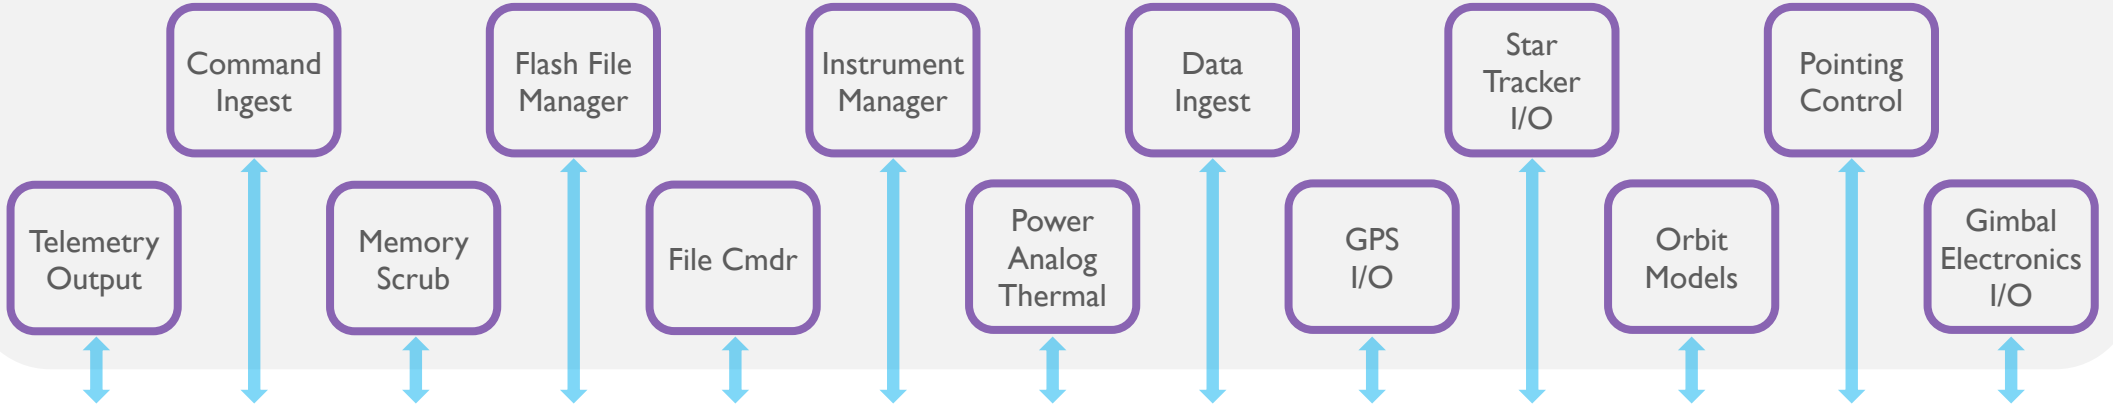 Command
Ingest
Flash File
Manager
Instrument
Manager
Data
Ingest
Star
Tracker
I/O
Pointing
Control
Telemetry
Output
Memory
Scrub
File Cmdr
Power
Analog
Thermal
GPS
I/O
Orbit
Models
Gimbal
Electronics
I/O